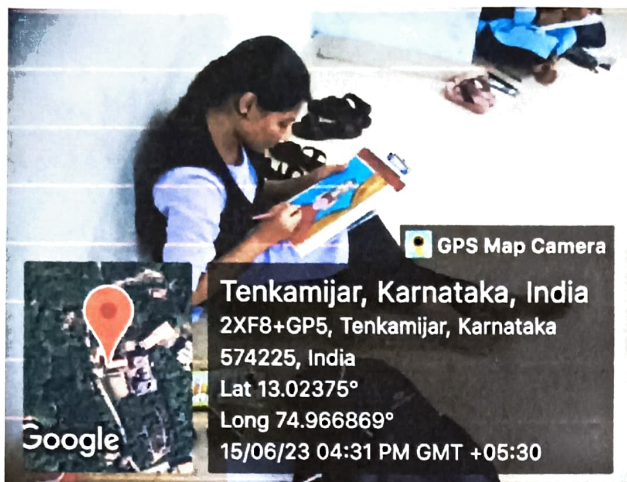 GPS Map Camera
Tenkamijar, Karnataka, India
2XF8+GP5, Tenkamijar, Karnataka
574225, India
Lat 13.02375°
Long 74.966869°
15/06/23 04:31 PM GMT +05:30
Google